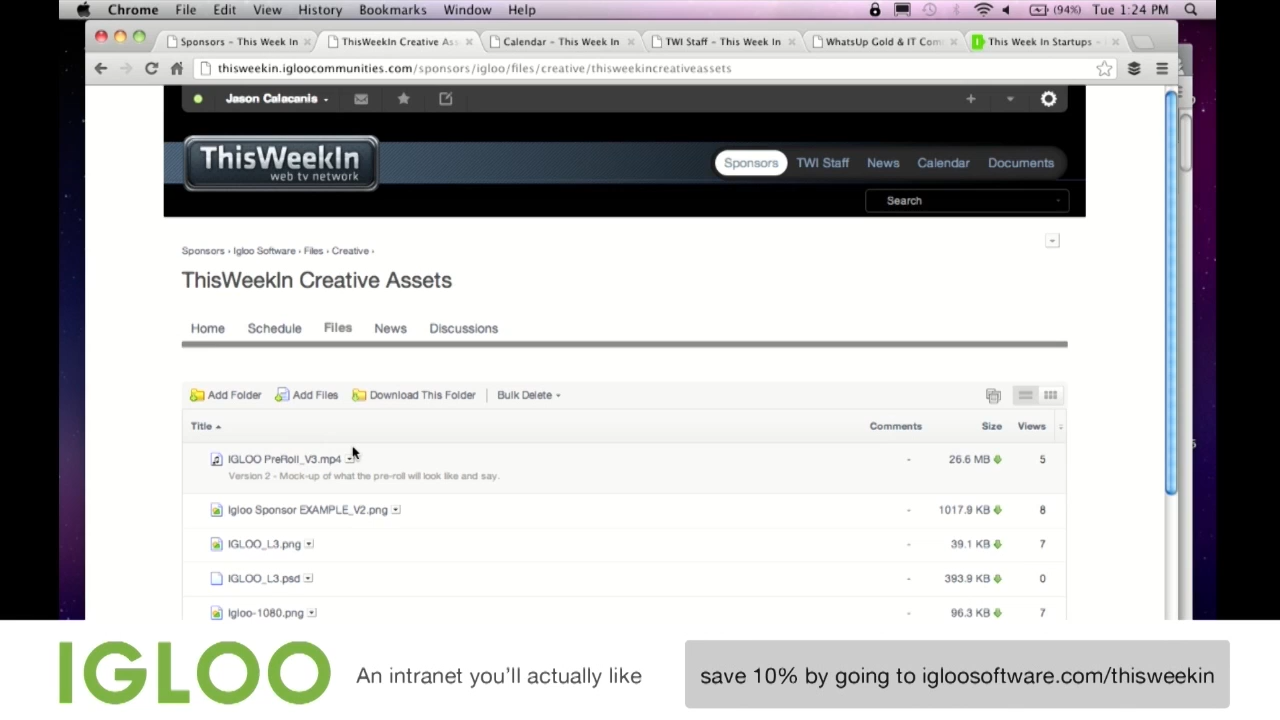 Chrome File Edit View History Bookmarks Window Help (94%) Tue 1:24 PM
Sponsors – This Week In ThisWeekIn Creative As Calendar – This Week In TWI Staff – This Week In WhatsUp Gold & IT Com This Week In Startups –
thisweekin.igloocommunities.com/sponsors/igloo/files/creative/thisweekincreativeassets
Jason Calacanis
ThisWeekIn
web tv network
Sponsors TWI Staff News Calendar Documents
Search
Sponsors › Igloo Software › Files › Creative ›
ThisWeekIn Creative Assets
Home Schedule Files News Discussions
Add Folder Add Files Download This Folder Bulk Delete
Title Comments Size Views
IGLOO PreRoll_V3.mp4 - 26.6 MB 5
Version 2 - Mock-up of what the pre-roll will look like and say.
Igloo Sponsor EXAMPLE_V2.png - 1017.9 KB 8
IGLOO_L3.png - 39.1 KB 7
IGLOO_L3.psd - 393.9 KB 0
Igloo-1080.png - 96.3 KB 7
IGLOO An intranet you'll actually like save 10% by going to igloosoftware.com/thisweekin